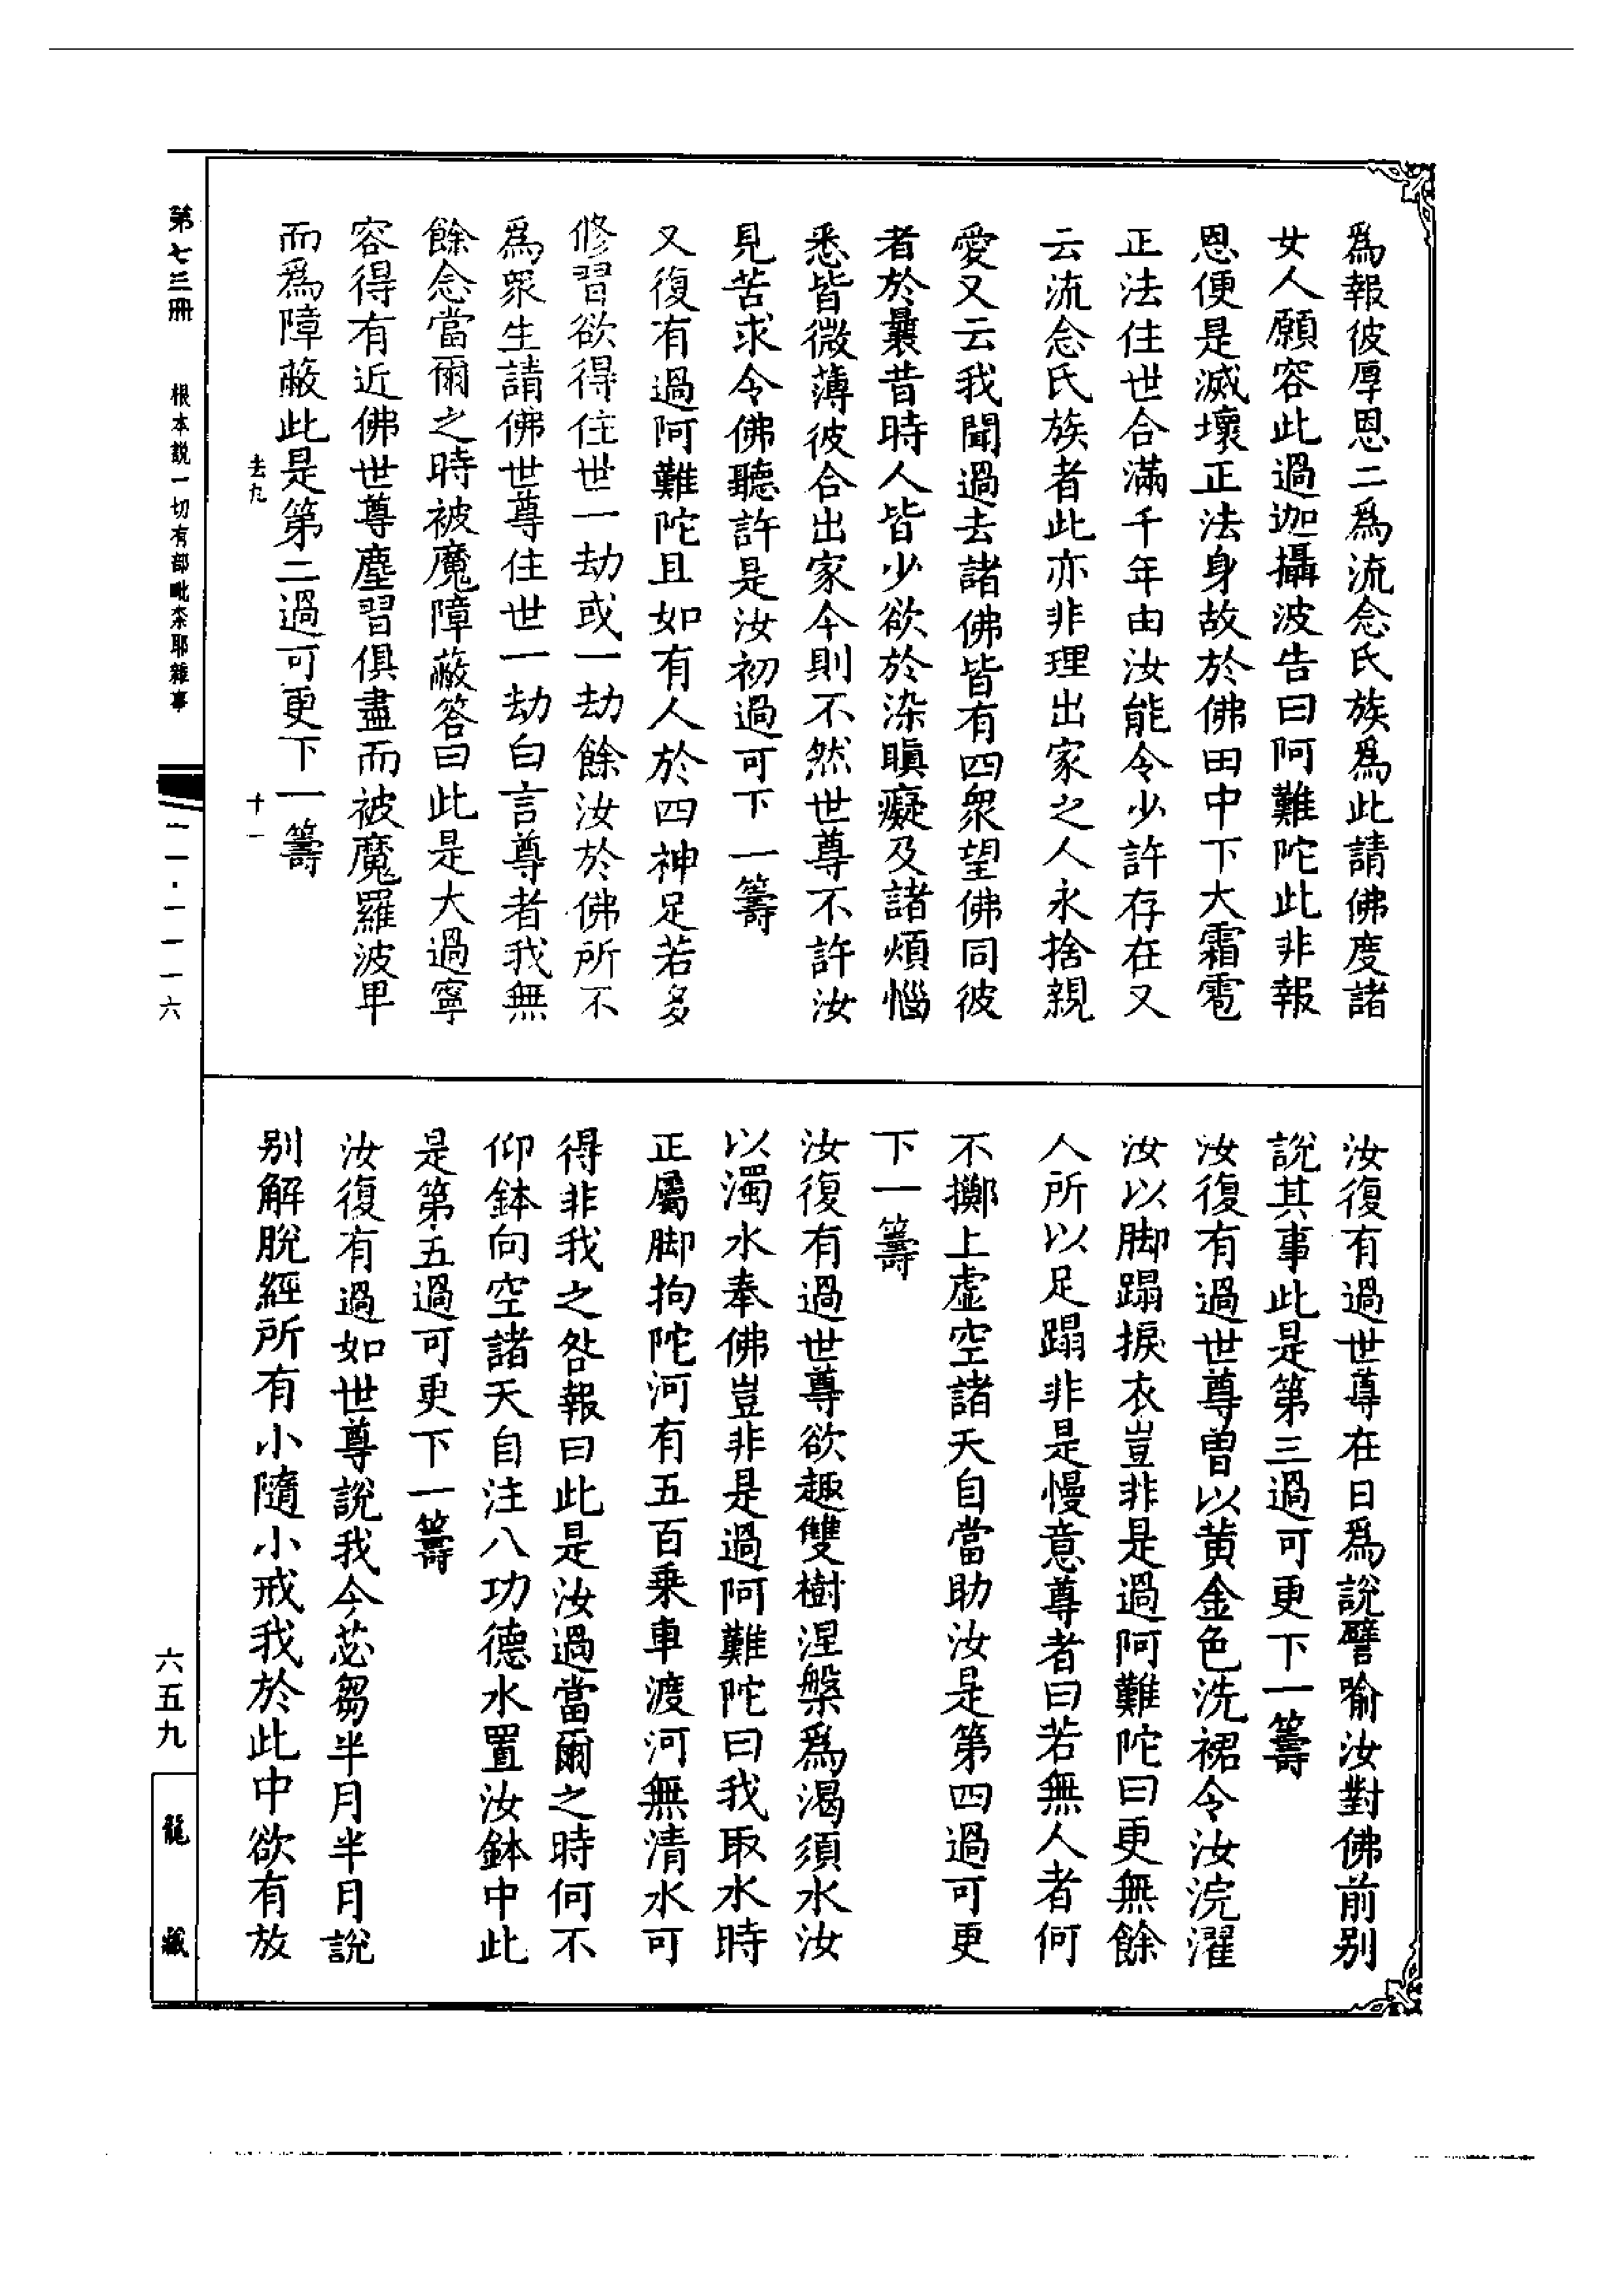 為報彼厚恩二為流念氏族為此請佛度諸
女人願容此過迦攝波告曰阿難陀此非報
恩便是滅壞正法身故於佛田中下大霜雹
正法住世合滿千年由汝能令少許存在又
云流念氏族者此亦非理出家之人永捨親
愛又云我聞過去諸佛皆有四眾望佛同彼
者於曩昔時人皆少欲於染瞋癡及諸煩惱
悉皆微薄彼合出家今則不然世尊不許汝
見苦求令佛聽許是汝初過可下一籌
又復有過阿難陀且如有人於四神足若多
修習欲得住世一劫或一劫餘汝於佛所不
為眾生請佛世尊住世一劫白言尊者我無
餘念當爾之時被魔障蔽答曰此是大過寧
容得有近佛世尊塵習俱盡而被魔羅波卑
而為障蔽此是第二過可更下一籌
去九 十一
汝復有過世尊在日為說譬喻汝對佛前別
說其事此是第三過可更下一籌
汝復有過世尊曾以黃金色洗裙令汝浣濯
汝以脚蹋捩衣豈非是過阿難陀曰更無餘
人所以足蹋非是慢意尊者曰若無人者何
不擲上虛空諸天自當助汝是第四過可更
下一籌
汝復有過世尊欲趣雙樹涅槃為渴須水汝
以濁水奉佛豈非是過阿難陀曰我取水時
正屬脚拘陀河有五百乘車渡河無清水可
得非我之咎報曰此是汝過當爾之時何不
仰鉢向空諸天自注八功德水置汝鉢中此
是第五過可更下一籌
汝復有過如世尊說我今苾芻半月半月說
別解脫經所有小隨小戒我於此中欲有放
第七三冊 根本説一切有部毗柰耶雜事
一一·一一一六
六五九
龍藏